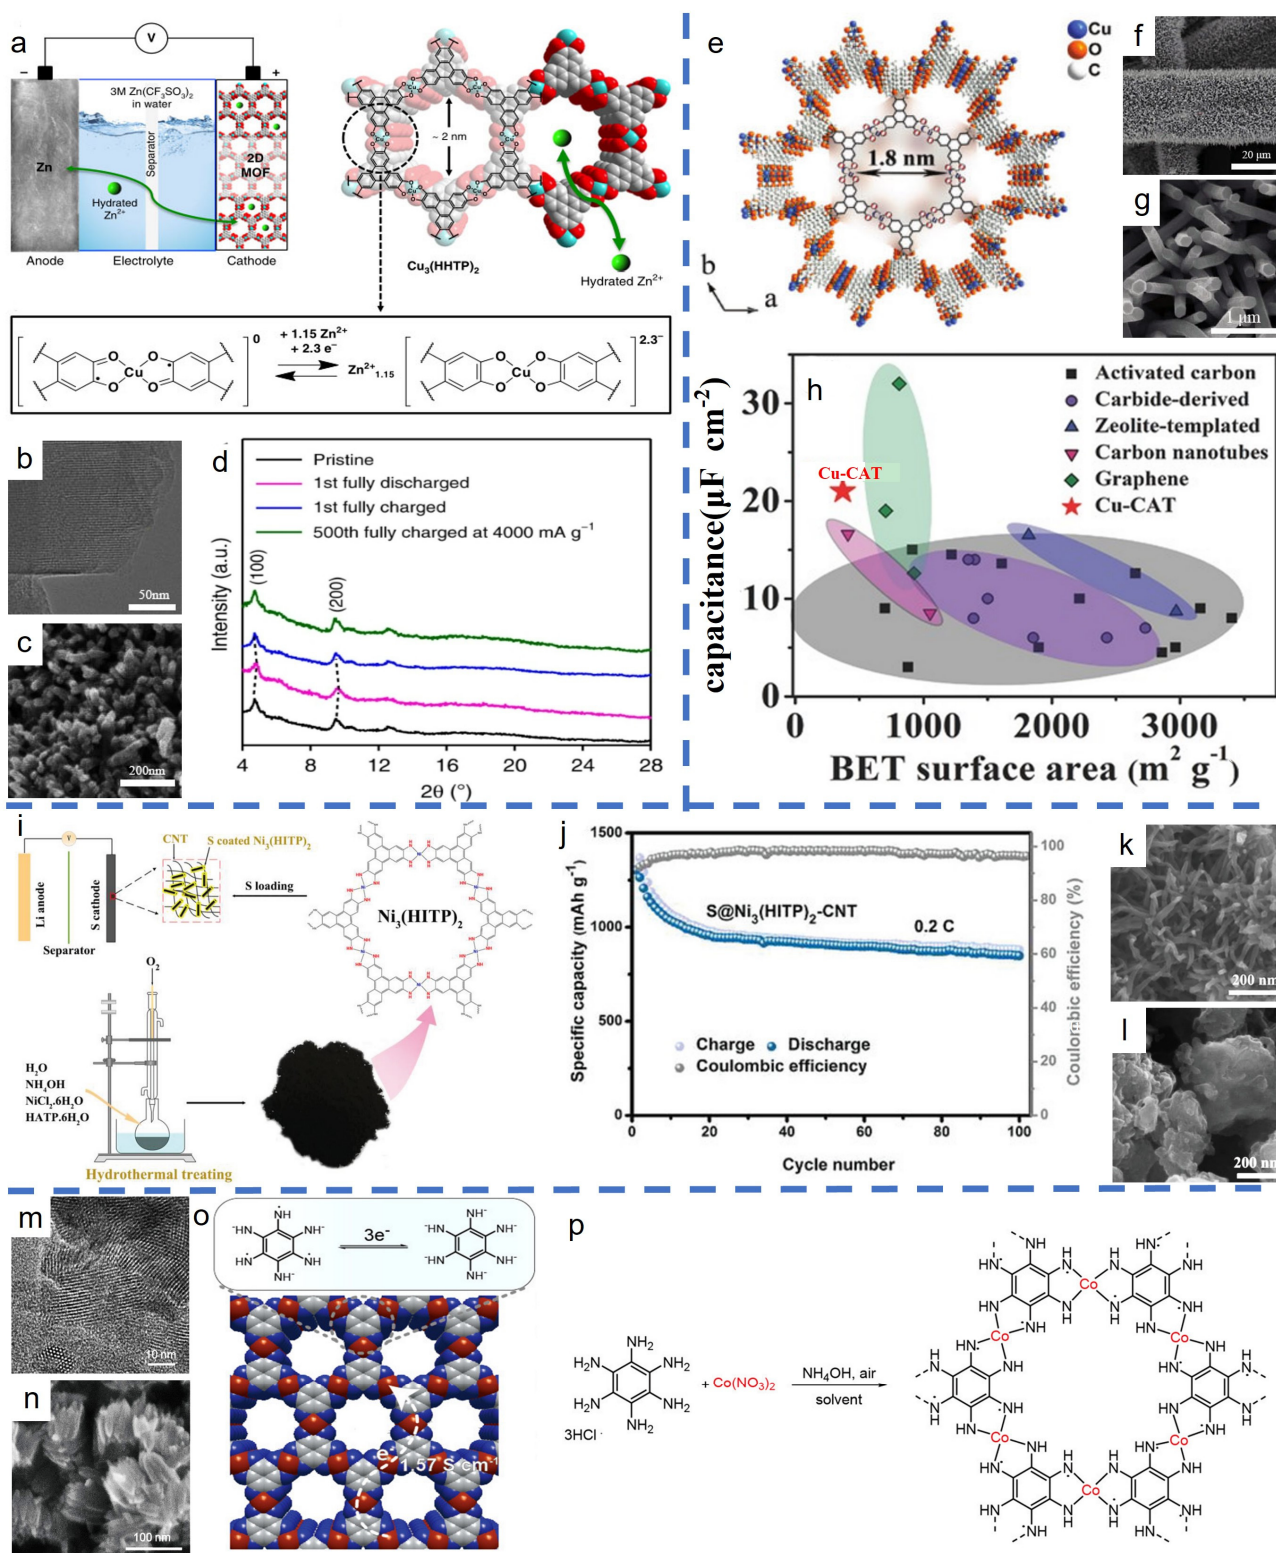 a
V
−
+
3M Zn(CF3SO3)2
in water
Separator
Zn
2D
MOF
Hydrated
Zn2+
Anode
Electrolyte
Cathode
~ 2 nm
Cu
Cu3(HHTP)2
Hydrated Zn2+
O
O
Cu
O
O
0
+ 1.15 Zn2+
+ 2.3 e−
Zn2+1.15
O
O
Cu
O
O
2.3−
b
50nm
c
200nm
d
Pristine
1st fully discharged
1st fully charged
500th fully charged at 4000 mA g−1
(100)
(200)
Intensity (a.u.)
4
8
12
16
20
24
28
2θ (°)
e
Cu
O
C
1.8 nm
b
a
f
20 μm
g
1 μm
h
Activated carbon
Carbide-derived
Zeolite-templated
Carbon nanotubes
Graphene
Cu-CAT
Cu-CAT
capacitance(μF cm-2)
30
20
10
0
0
1000
2000
3000
BET surface area (m2 g-1)
i
V
CNT
S coated Ni3(HITP)2
Li anode
S cathode
Separator
S loading
Ni3(HITP)2
O2
H2O
NH4OH
NiCl2.6H2O
HATP.6H2O
Hydrothermal treating
j
1500
1000
500
0
Specific capacity (mAh g-1)
S@Ni3(HITP)2-CNT
0.2 C
Charge
Discharge
Coulombic efficiency
100
80
60
40
20
0
Coulombic efficiency (%)
0
20
40
60
80
100
Cycle number
k
200 nm
l
200 nm
m
10 nm
n
100 nm
o
3e-
e
1.57 S cm-1
p
NH2
H2N
NH2
H2N
NH2
NH2
3HCl
+ Co(NO3)2
NH4OH, air
solvent
Co
Co
Co
Co
Co
Co